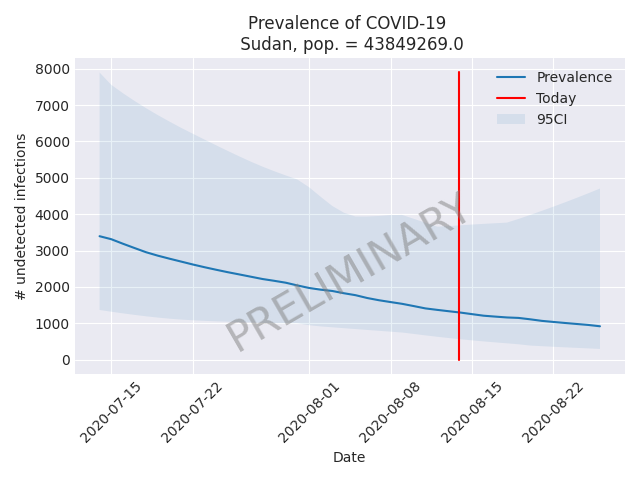 Prevalence of COVID-19
Sudan, pop. = 43849269.0
# undetected infections
8000
7000
6000
5000
4000
3000
2000
1000
0
Prevalence
Today
95CI
PRELIMINARY
2020-07-15
2020-07-22
2020-08-01
2020-08-08
2020-08-15
2020-08-22
Date